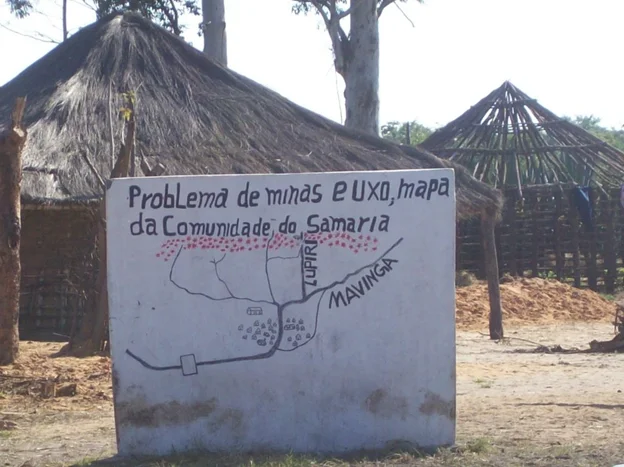 Problema de minas e UXO, mapa
da Comunidade do Samaria
LUPIRI
MAVINGA